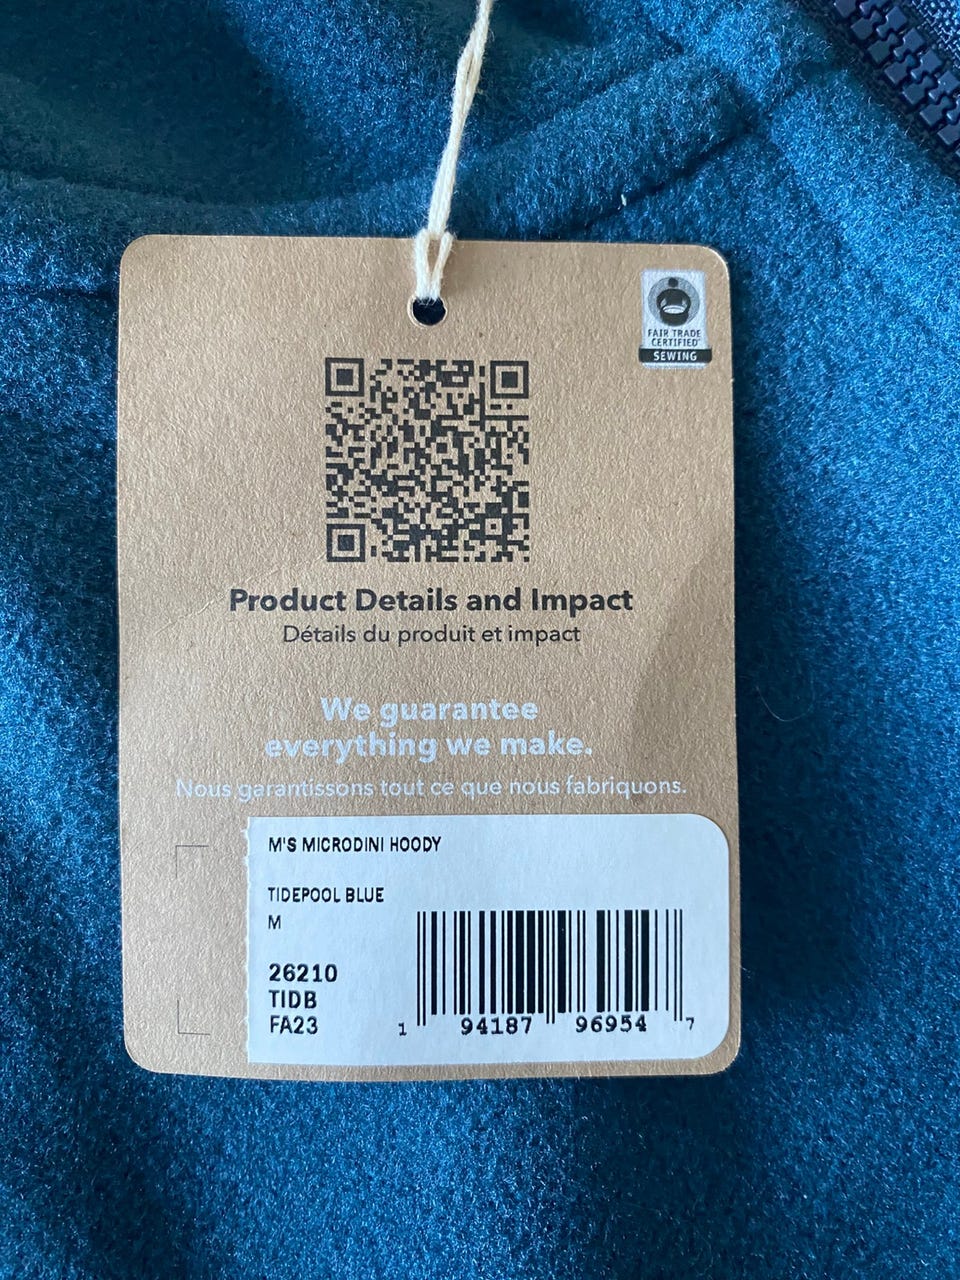 FAIR TRADE
CERTIFIED
SEWING
Product Details and Impact
Détails du produit et impact
We guarantee
everything we make.
Nous garantissons tout ce que nous fabriquons.
M'S MICRODINI HOODY
TIDEPOOL BLUE
M
26210
TIDB
FA23
1 94187 96954 7